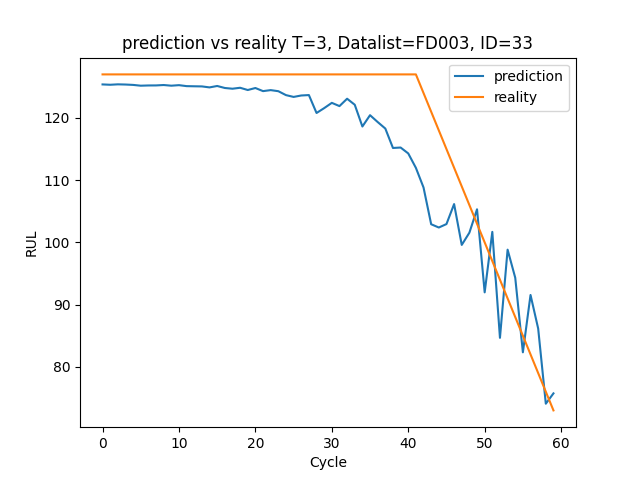 prediction vs reality T=3, Datalist=FD003, ID=33
prediction
reality
RUL
120
110
100
90
80
0 10 20 30 40 50 60
Cycle